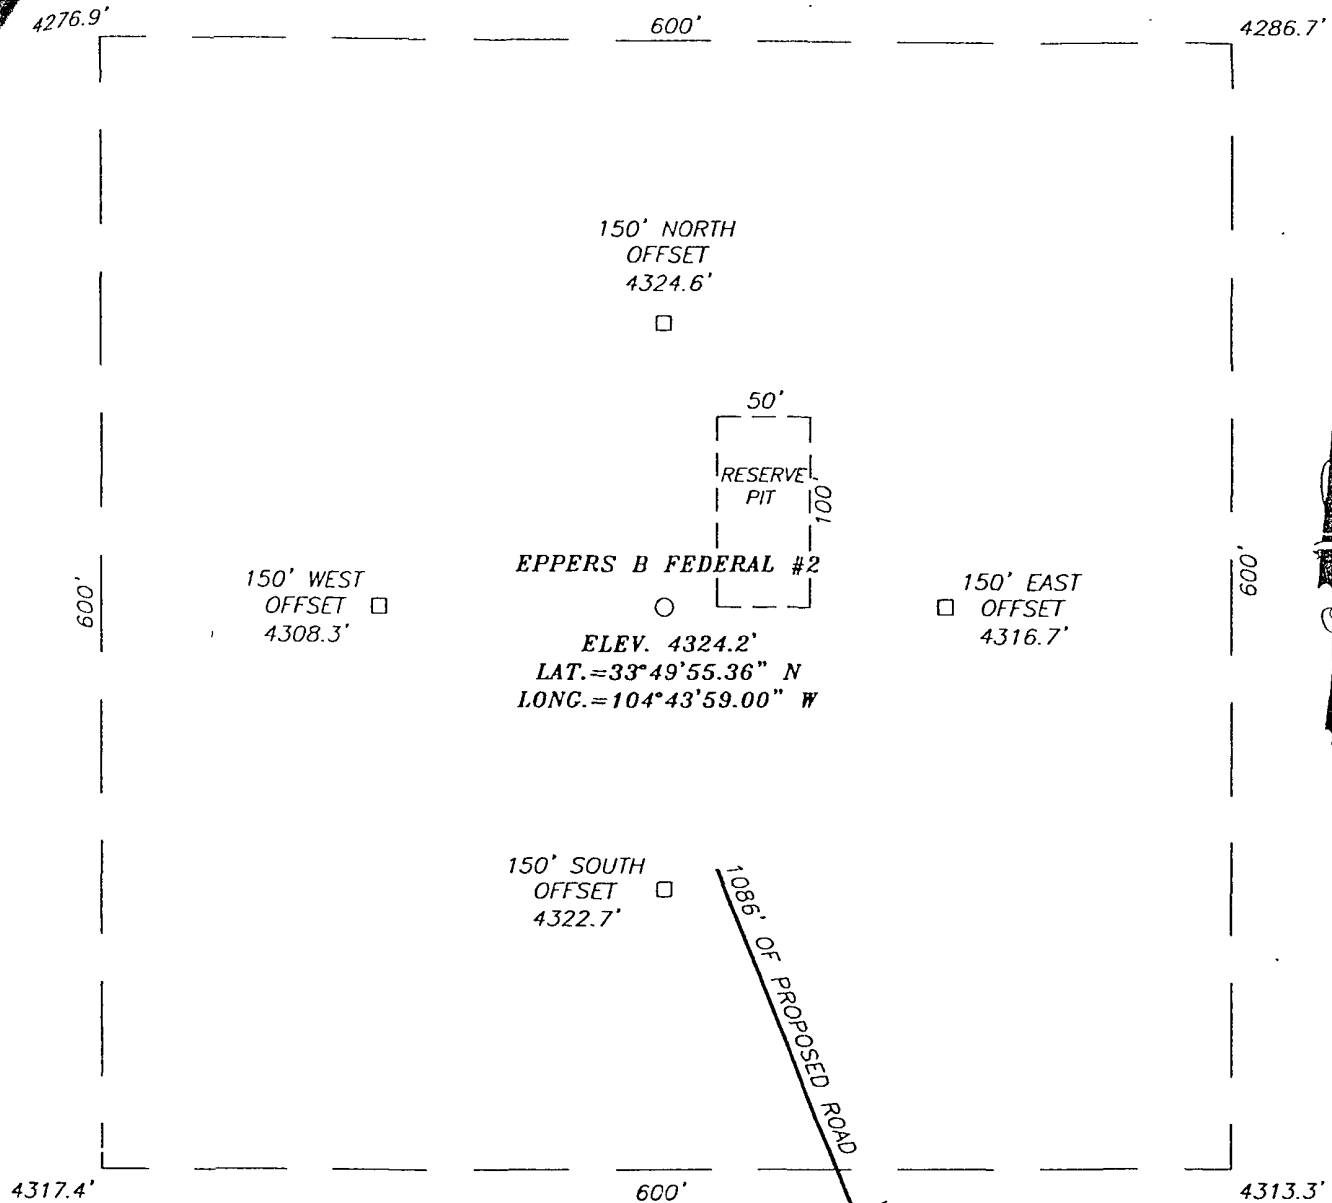 4276.9'
600'
4286.7'
150' NORTH
OFFSET
4324.6'
50'
RESERVE
PIT
100'
EPPERS B FEDERAL #2
150' WEST
OFFSET
4308.3'
150' EAST
OFFSET
4316.7'
600'
600'
ELEV. 4324.2'
LAT.=33°49'55.36" N
LONG.=104°43'59.00" W
150' SOUTH
OFFSET
4322.7'
1086' OF PROPOSED ROAD
4317.4'
600'
4313.3'